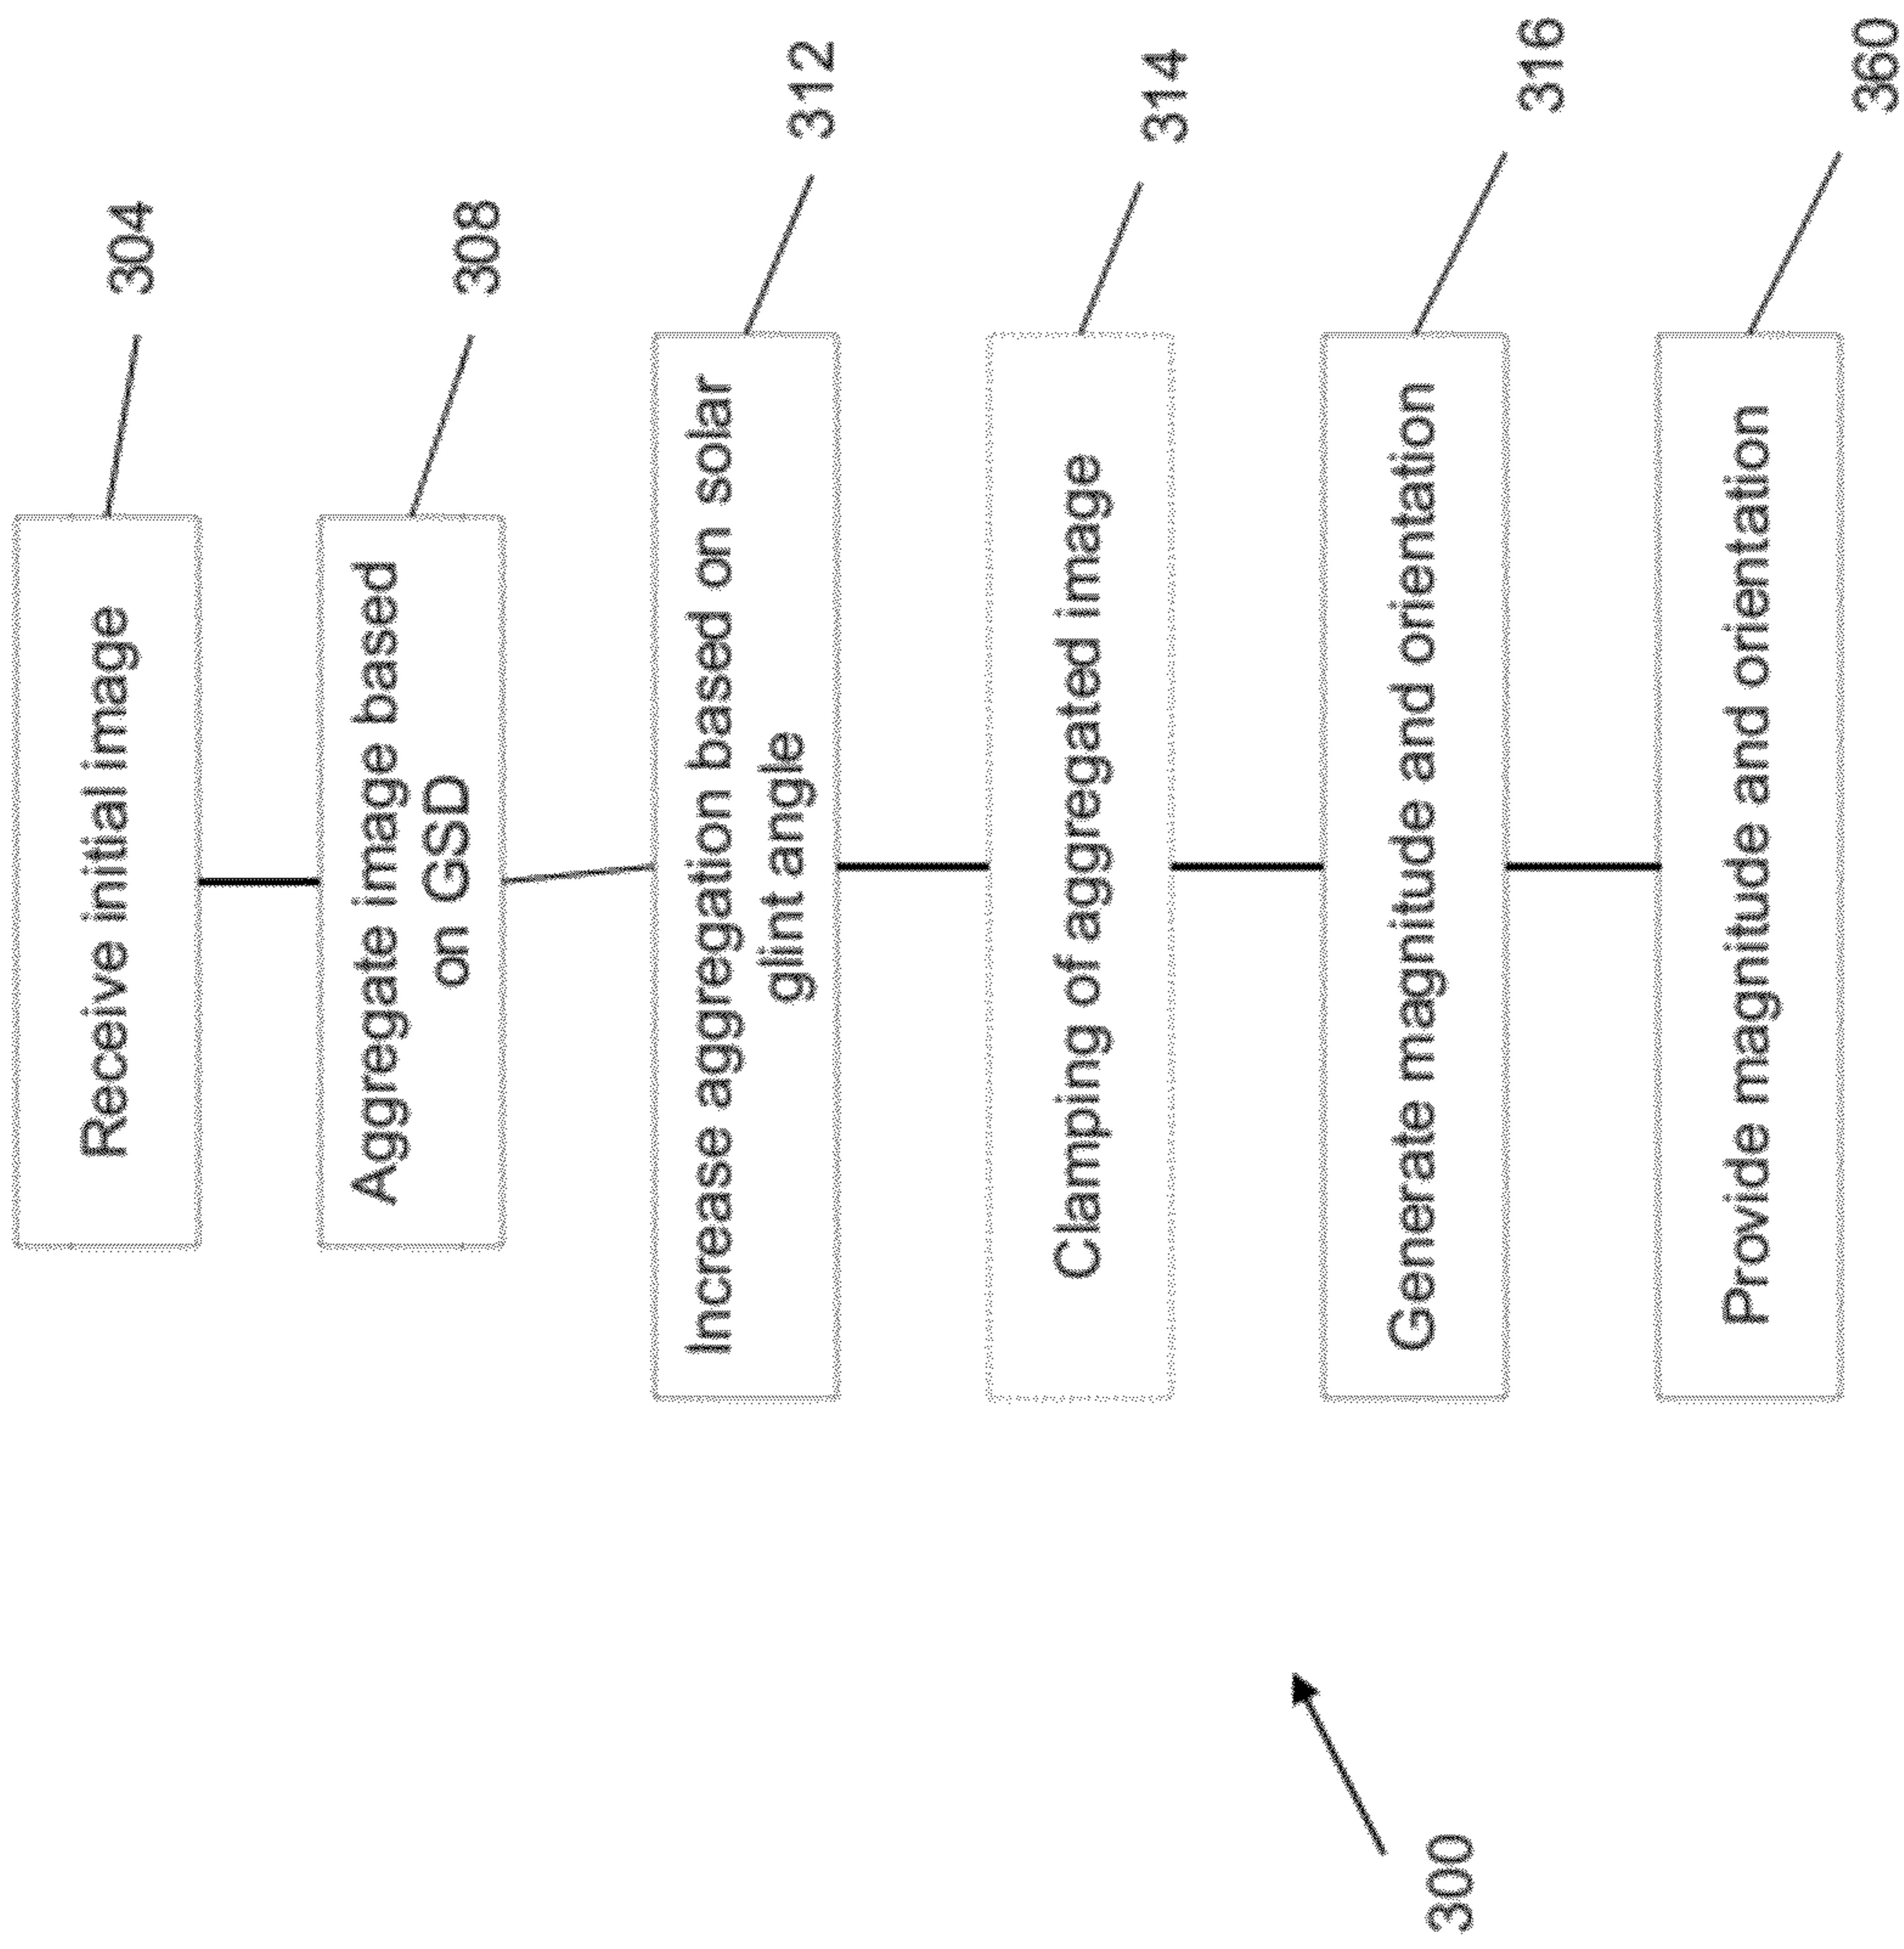 Receive initial image
304
Aggregate image based
on GSD
308
Increase aggregation based on solar
glint angle
312
Clamping of aggregated image
314
Generate magnitude and orientation
316
Provide magnitude and orientation
360
300